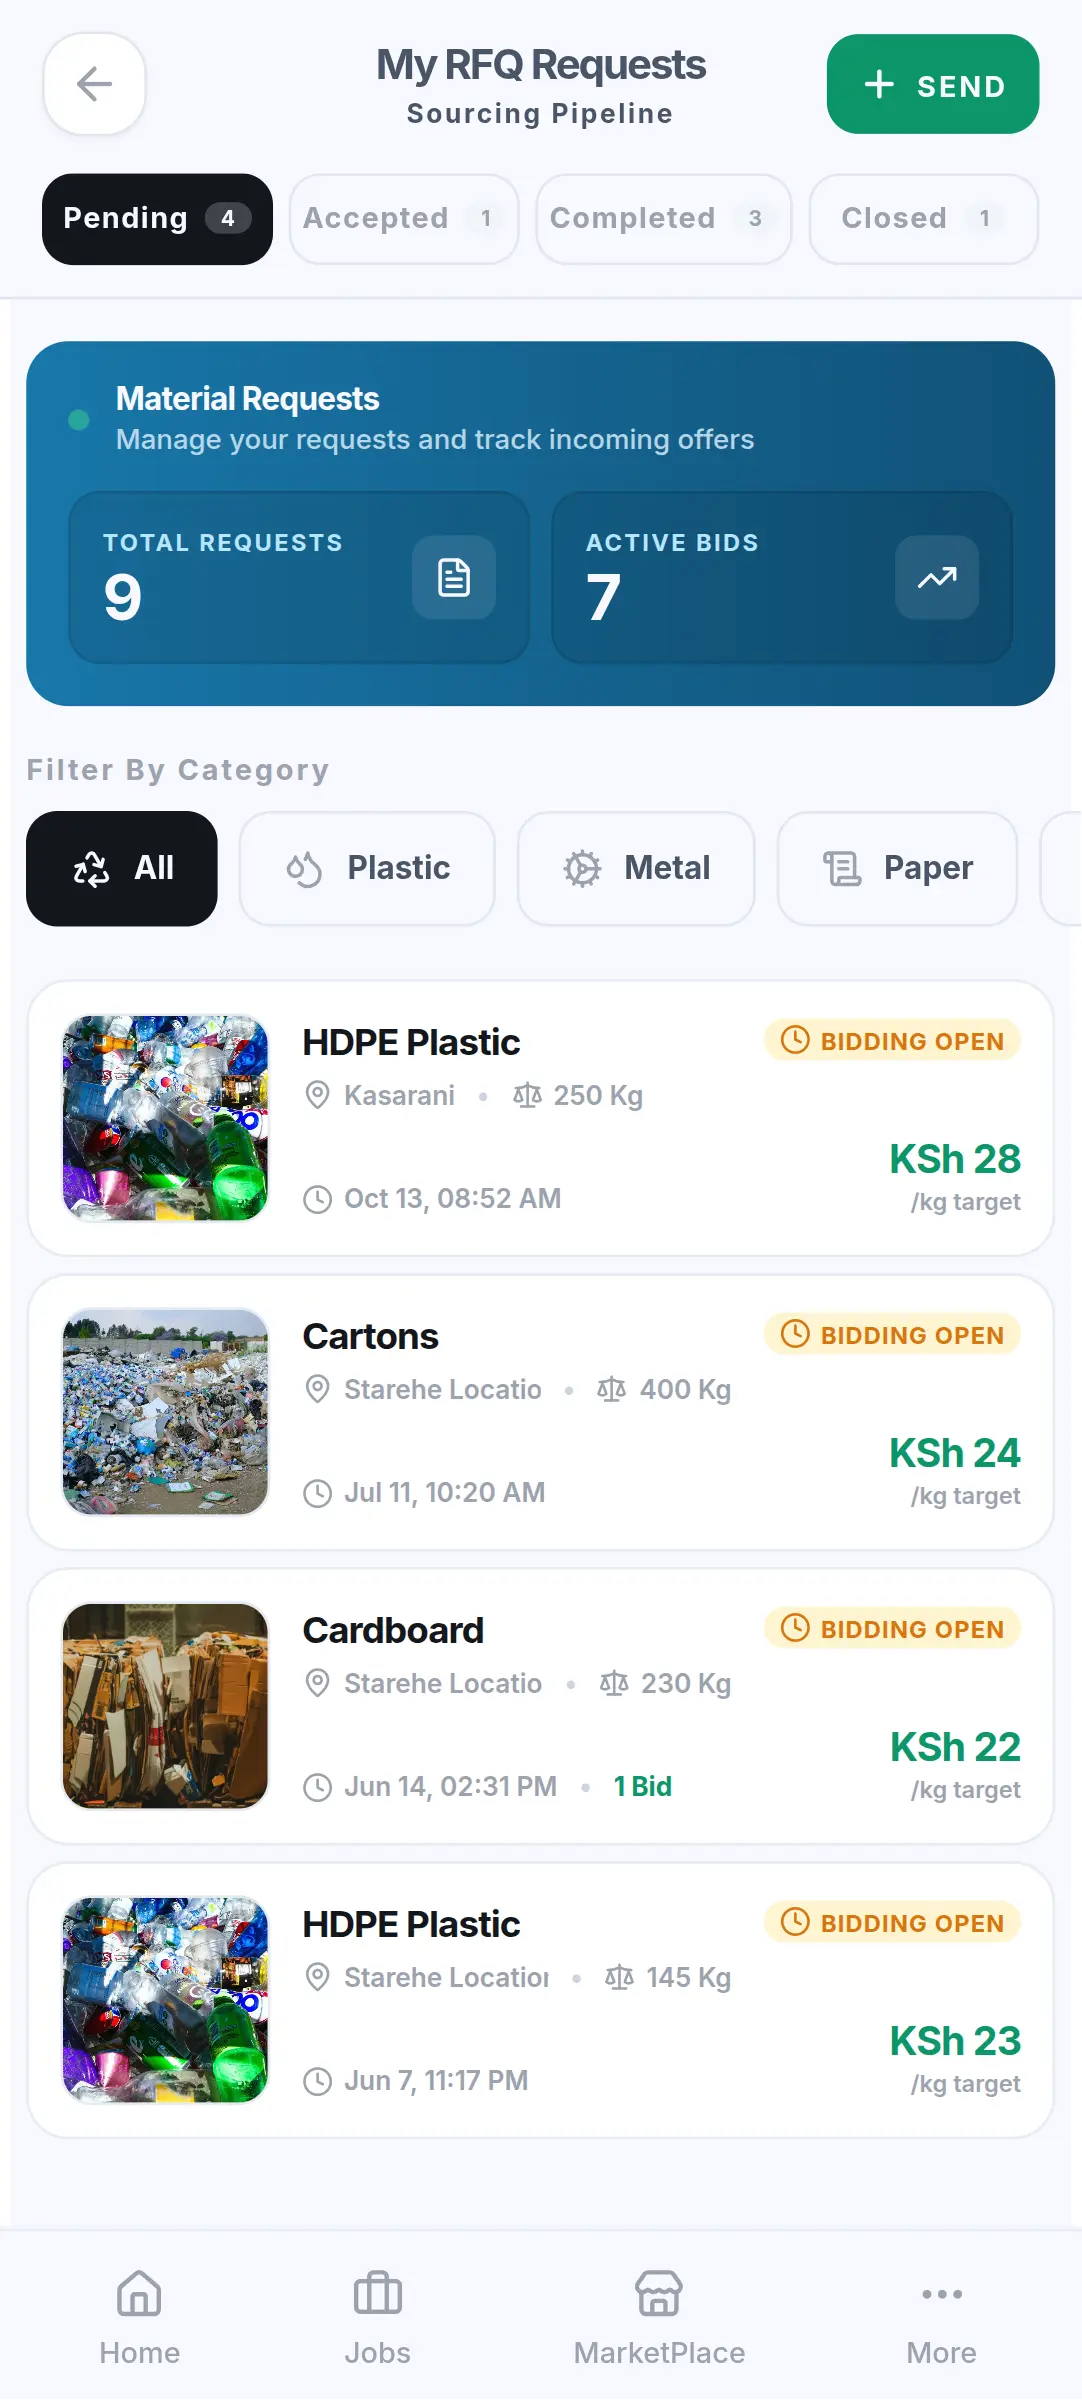 My RFQ Requests
Sourcing Pipeline
SEND
Pending 4
Accepted 1
Completed 3
Closed 1
Material Requests
Manage your requests and track incoming offers
TOTAL REQUESTS
9
ACTIVE BIDS
7
Filter By Category
All
Plastic
Metal
Paper
HDPE Plastic
BIDDING OPEN
Kasarani • 250 Kg
KSh 28
Oct 13, 08:52 AM
/kg target
Cartons
BIDDING OPEN
Starehe Locatio • 400 Kg
KSh 24
Jul 11, 10:20 AM
/kg target
Cardboard
BIDDING OPEN
Starehe Locatio • 230 Kg
KSh 22
Jun 14, 02:31 PM • 1 Bid
/kg target
HDPE Plastic
BIDDING OPEN
Starehe Location • 145 Kg
KSh 23
Jun 7, 11:17 PM
/kg target
Home
Jobs
MarketPlace
More